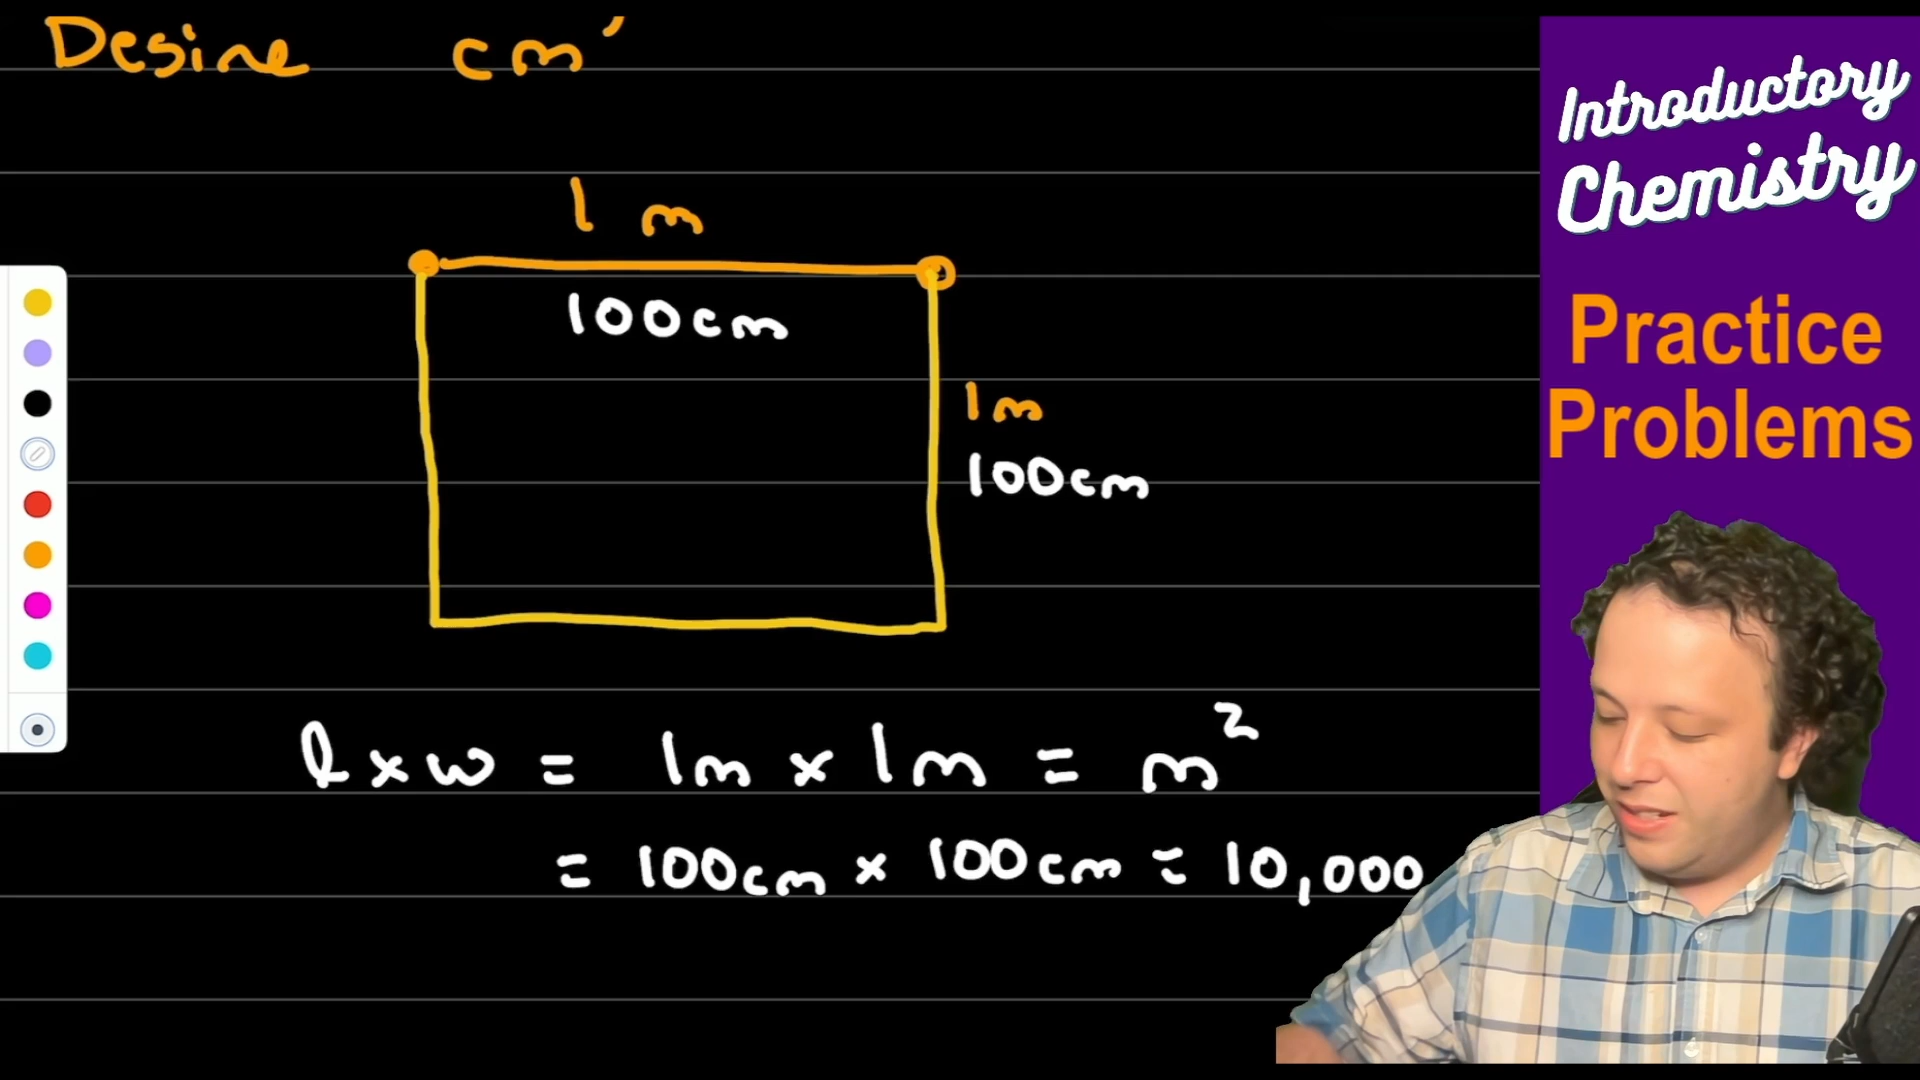 Desine cm
1 m
100cm
1m
100cm
l x w = 1m x 1m = m²
= 100cm x 100cm = 10,000
Introductory
Chemistry
Practice
Problems